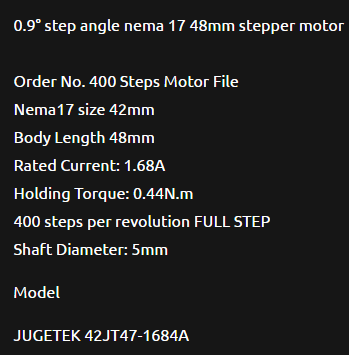 0.9° step angle nema 17 48mm stepper motor
Order No. 400 Steps Motor File
Nema17 size 42mm
Body Length 48mm
Rated Current: 1.68A
Holding Torque: 0.44N.m
400 steps per revolution FULL STEP
Shaft Diameter: 5mm
Model
JUGETEK 42JT47-1684A